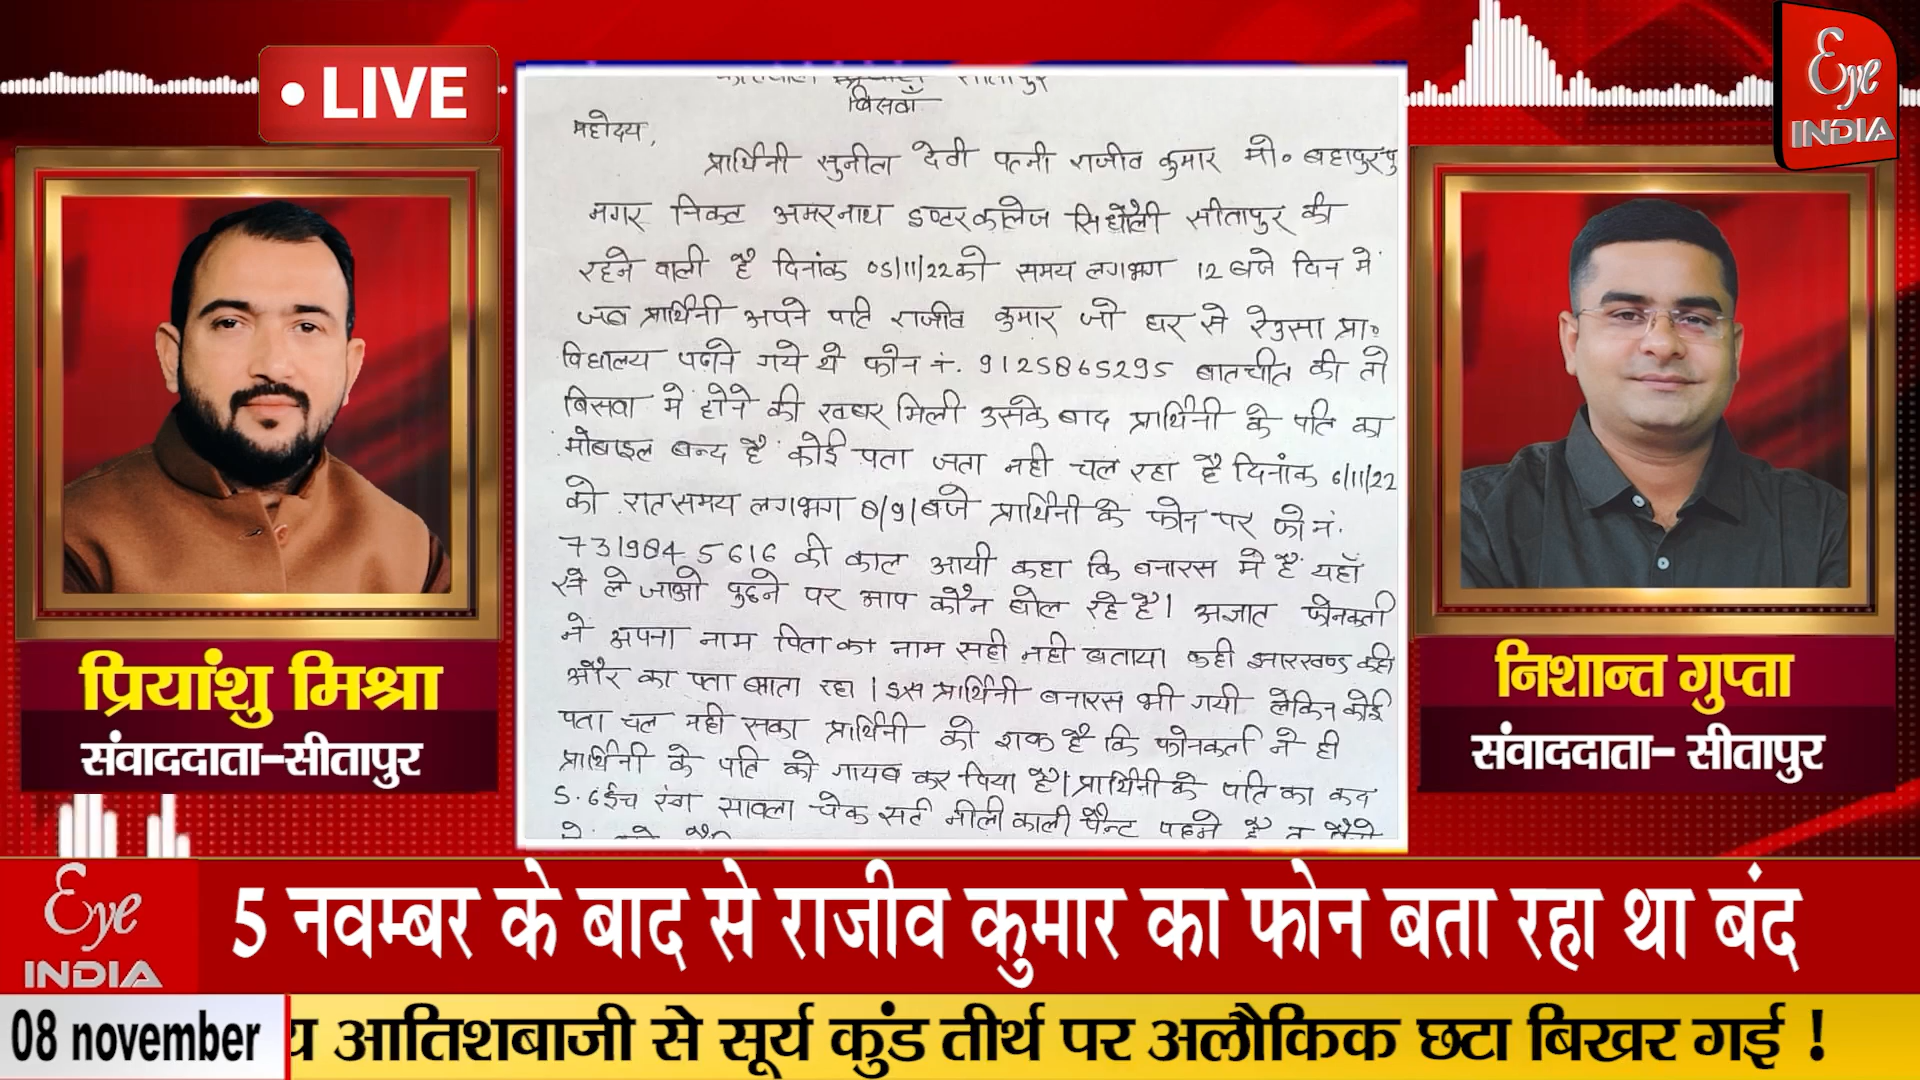 LIVE
Eye
INDIA
बिसवाँ
महोदय,
प्रार्थिनी सुनीता देवी पत्नी राजीव कुमार मो० बहादुरपु
नगर निकट अमरनाथ इण्टरकालेज सिधौली सीतापुर की
रहने वाली है दिनांक 05/11/22 को समय लगभग 12 बजे दिन में
जब प्रार्थिनी अपने पति राजीव कुमार जो घर से रेउसा प्रा०
विद्यालय पढ़ाने गये थे फोन नं. 9125865295 बातचीत की तो
बिसवा में होने की खबर मिली उसके बाद प्रार्थिनी के पति का
मोबाइल बन्द है कोई पता जता नही चल रहा है दिनांक 6/11/22
को रात समय लगभग 8/9/बजे प्रार्थिनी के फोन पर फो नं.
7319845616 की काल आयी कहा कि बनारस में हैं यहाँ
से ले जाओ पुछने पर आप कौन बोल रहे है। अज्ञात फोनकर्ता
ने अपना नाम पिता का नाम सही नही बताया कही झारखण्ड कही
और का पता बताता रहा। इस प्रार्थिनी बनारस भी गयी लेकिन कोई
पता चल नही सका प्रार्थिनी को शक है कि फोनकर्ता ने ही
प्रार्थिनी के पति को गायब कर दिया है। प्रार्थिनी के पति का कद
5.6 ईच रंग सावला चेक सर्ट नीली काली पैन्ट पहने है
प्रियांशु मिश्रा
संवाददाता-सीतापुर
निशान्त गुप्ता
संवाददाता- सीतापुर
Eye
INDIA
5 नवम्बर के बाद से राजीव कुमार का फोन बता रहा था बंद
08 november
य आतिशबाजी से सूर्य कुंड तीर्थ पर अलौकिक छटा बिखर गई !